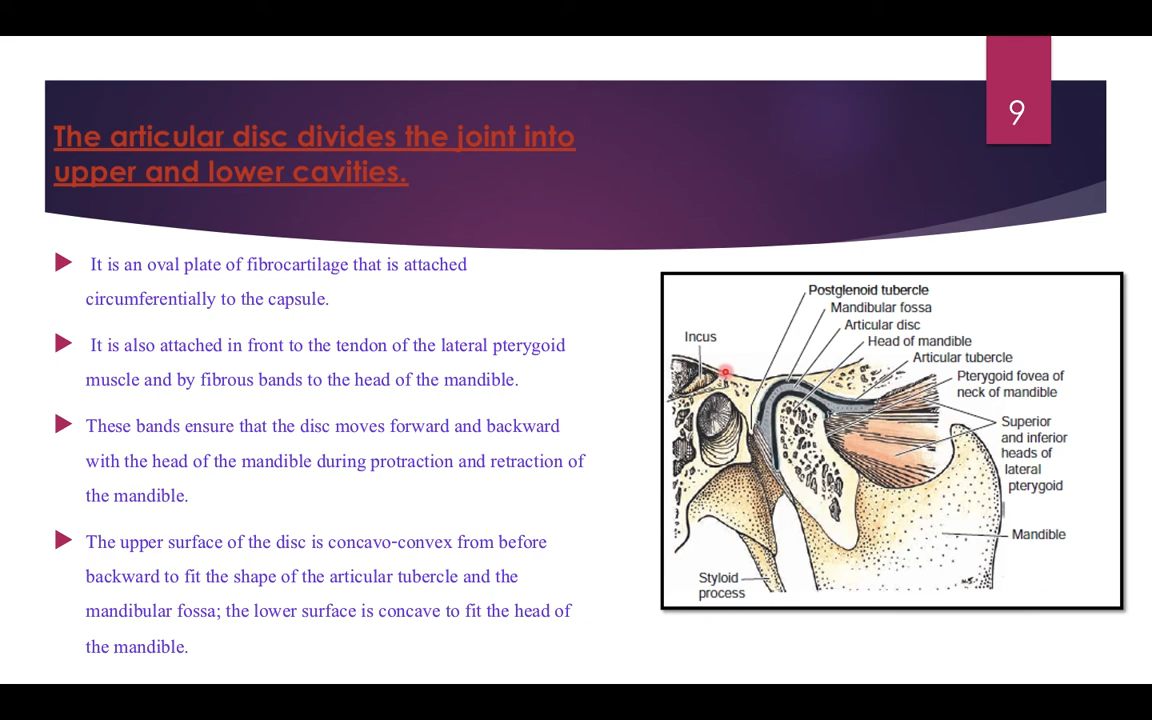 9
The articular disc divides the joint into
upper and lower cavities.
It is an oval plate of fibrocartilage that is attached
circumferentially to the capsule.
It is also attached in front to the tendon of the lateral pterygoid
muscle and by fibrous bands to the head of the mandible.
These bands ensure that the disc moves forward and backward
with the head of the mandible during protraction and retraction of
the mandible.
The upper surface of the disc is concavo-convex from before
backward to fit the shape of the articular tubercle and the
mandibular fossa; the lower surface is concave to fit the head of
the mandible.
Postglenoid tubercle
Mandibular fossa
Articular disc
Incus
Head of mandible
Articular tubercle
Pterygoid fovea of
neck of mandible
Superior
and inferior
heads of
lateral
pterygoid
Mandible
Styloid
process